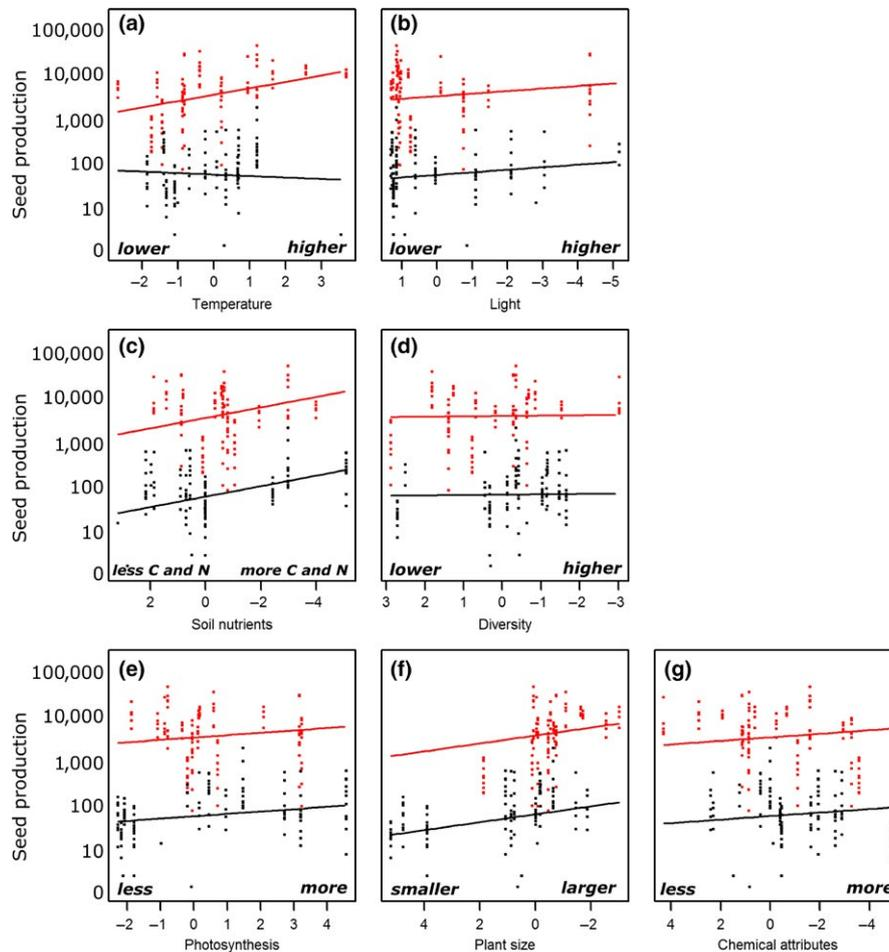 (a)
(b)
100,000
10,000
1,000
100
10
0
Seed production
lower higher
lower higher
−2 −1 0 1 2 3
1 0 −1 −2 −3 −4 −5
Temperature
Light
(c)
(d)
100,000
10,000
1,000
100
10
0
Seed production
less C and N more C and N
lower higher
2 0 −2 −4
3 2 1 0 −1 −2 −3
Soil nutrients
Diversity
(e)
(f)
(g)
100,000
10,000
1,000
100
10
0
Seed production
less more
smaller larger
less more
−2 −1 0 1 2 3 4
4 2 0 −2
4 2 0 −2 −4
Photosynthesis
Plant size
Chemical attributes